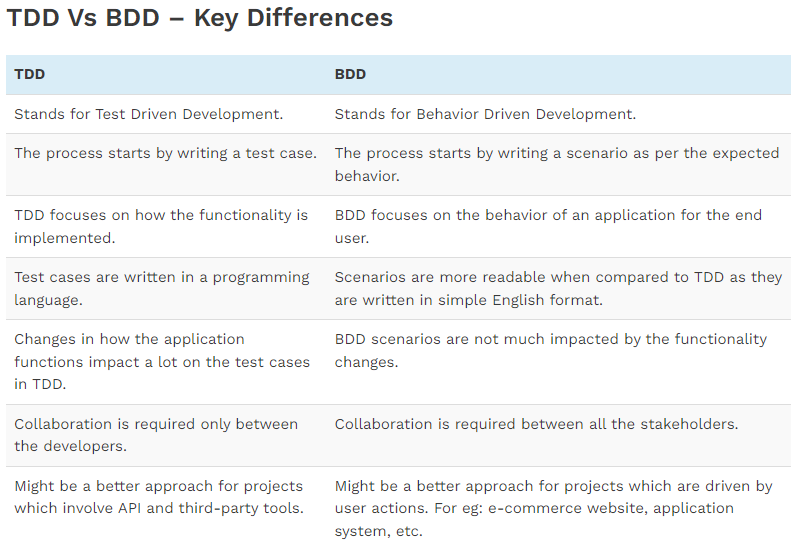 TDD Vs BDD – Key Differences
TDD
BDD
Stands for Test Driven Development.
Stands for Behavior Driven Development.
The process starts by writing a test case.
The process starts by writing a scenario as per the expected
behavior.
TDD focuses on how the functionality is
implemented.
BDD focuses on the behavior of an application for the end
user.
Test cases are written in a programming
language.
Scenarios are more readable when compared to TDD as they
are written in simple English format.
Changes in how the application
functions impact a lot on the test cases
in TDD.
BDD scenarios are not much impacted by the functionality
changes.
Collaboration is required only between
the developers.
Collaboration is required between all the stakeholders.
Might be a better approach for projects
which involve API and third-party tools.
Might be a better approach for projects which are driven by
user actions. For eg: e-commerce website, application
system, etc.